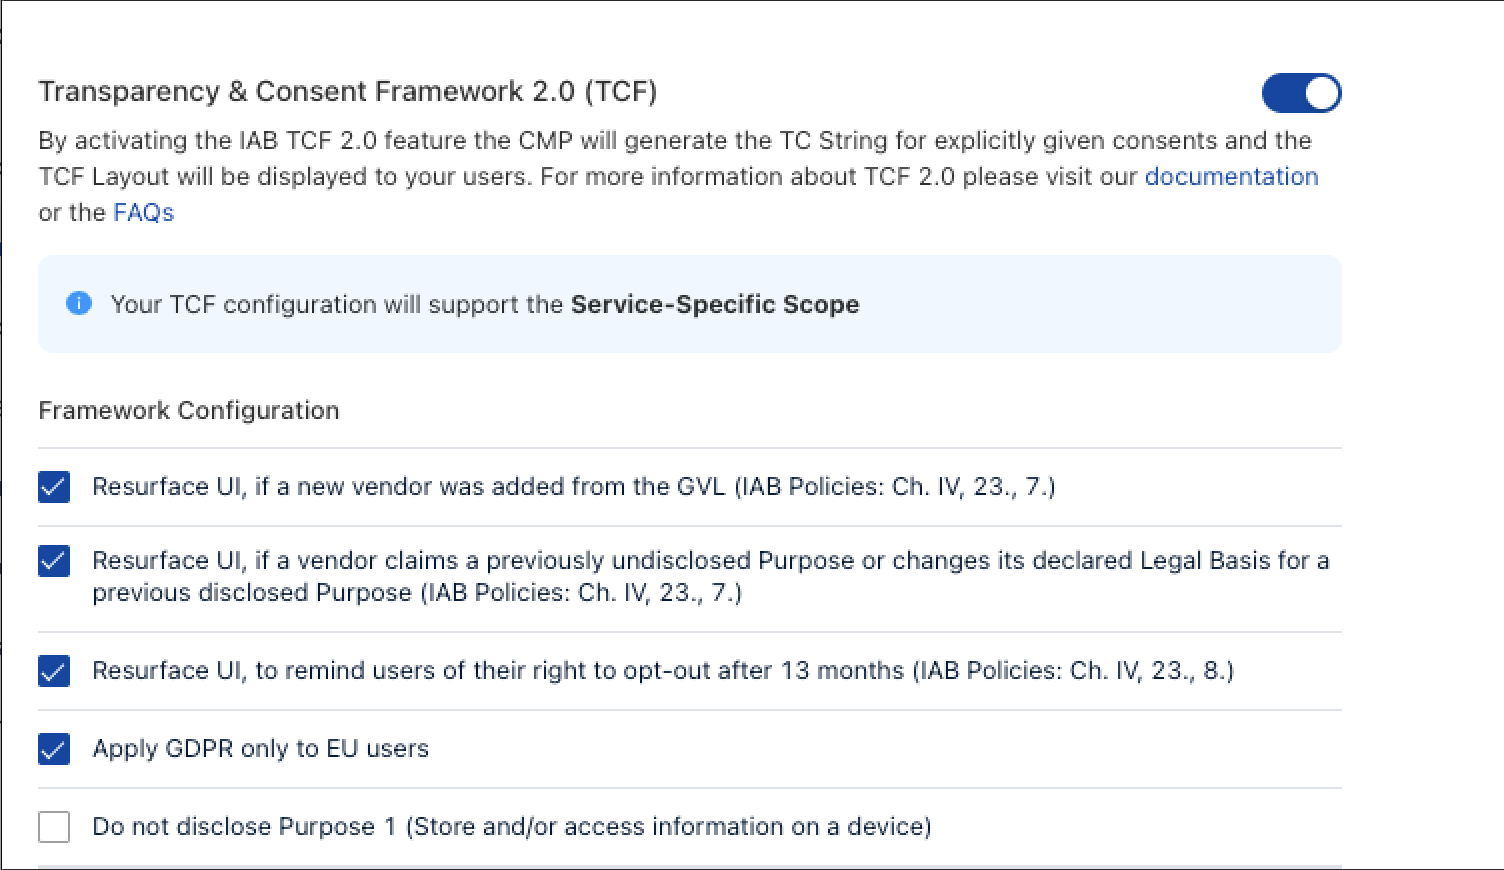 Transparency & Consent Framework 2.0 (TCF)
By activating the IAB TCF 2.0 feature the CMP will generate the TC String for explicitly given consents and the
TCF Layout will be displayed to your users. For more information about TCF 2.0 please visit our documentation
or the FAQs
Your TCF configuration will support the Service-Specific Scope
Framework Configuration
Resurface UI, if a new vendor was added from the GVL (IAB Policies: Ch. IV, 23., 7.)
Resurface UI, if a vendor claims a previously undisclosed Purpose or changes its declared Legal Basis for a
previous disclosed Purpose (IAB Policies: Ch. IV, 23., 7.)
Resurface UI, to remind users of their right to opt-out after 13 months (IAB Policies: Ch. IV, 23., 8.)
Apply GDPR only to EU users
Do not disclose Purpose 1 (Store and/or access information on a device)